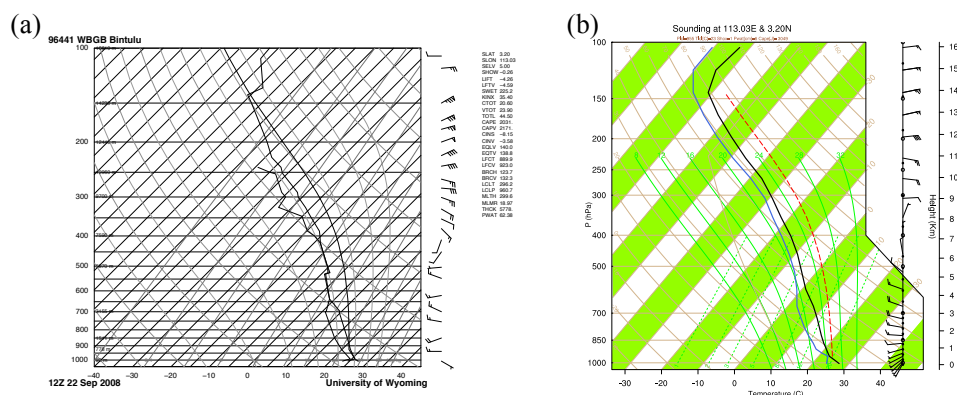 (a)
96441 WBGB Bintulu
100
200
300
400
500
600
700
800
900
1000
-40
-30
-20
-10
0
10
20
30
40
12Z 22 Sep 2008
University of Wyoming
SLAT 3.20
SLON 113.03
SELV 5.00
SHOW -0.26
LIFT -4.26
LFTV -4.59
SWET 225.2
KINX 35.40
CTOT 20.60
VTOT 23.90
TOTL 44.50
CAPE 2031.
CAPV 2171.
CINS -8.15
CINV -3.58
EQLV 140.0
EQTV 138.8
LFCT 889.9
LFCV 923.0
BRCH 123.7
BRCV 132.3
LCLT 296.2
LCLP 960.7
MLTH 299.6
MLMR 18.97
THCK 5778.
PWAT 62.38
(b)
Sounding at 113.03E & 3.20N
P (hPa)
100
150
200
250
300
400
500
700
850
1000
-30
-20
-10
0
10
20
30
40
50
Temperature (C)
16
15
14
13
12
11
10
9
8
7
6
5
4
3
2
1
0
Height (Km)